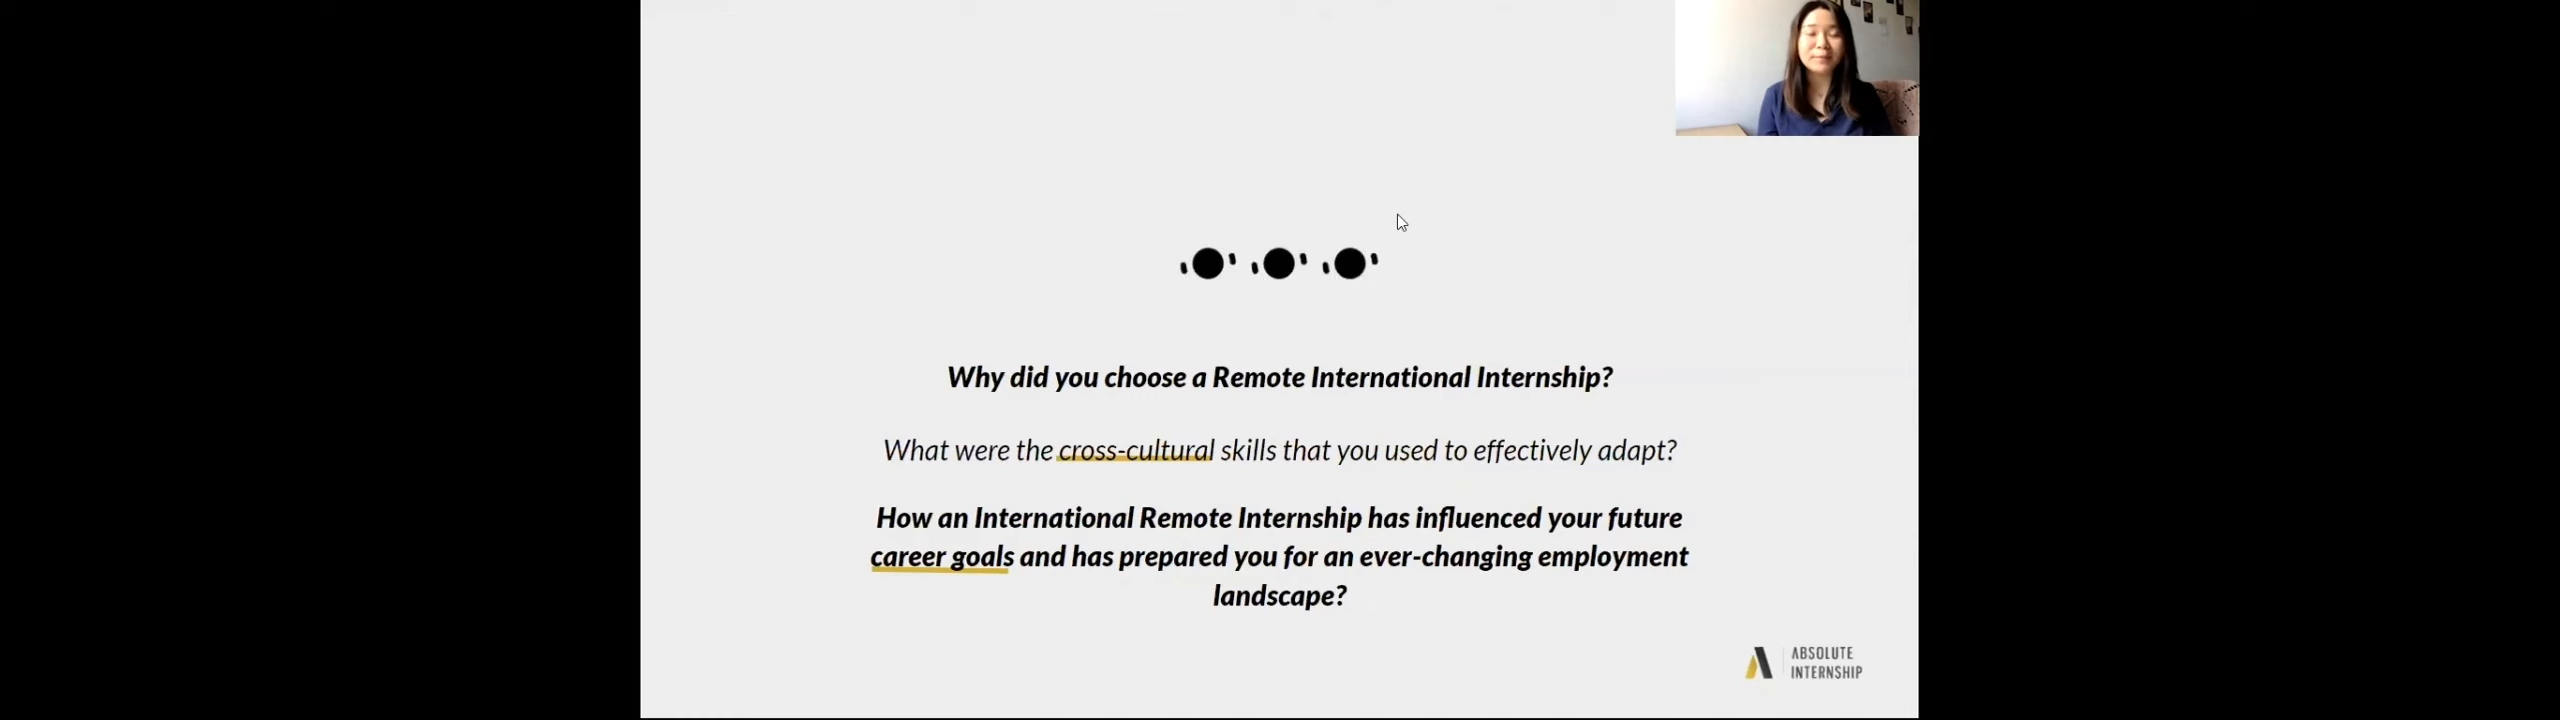 Why did you choose a Remote International Internship?
What were the cross-cultural skills that you used to effectively adapt?
How an International Remote Internship has influenced your future
career goals and has prepared you for an ever-changing employment
landscape?
ABSOLUTE
INTERNSHIP